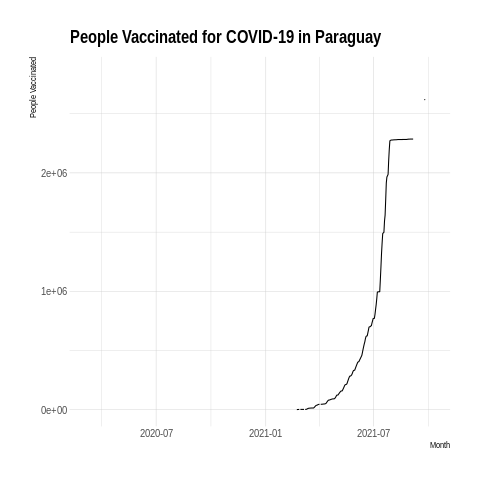 People Vaccinated for COVID-19 in Paraguay
People Vaccinated
2e+06
1e+06
0e+00
2020-07 2021-01 2021-07
Month